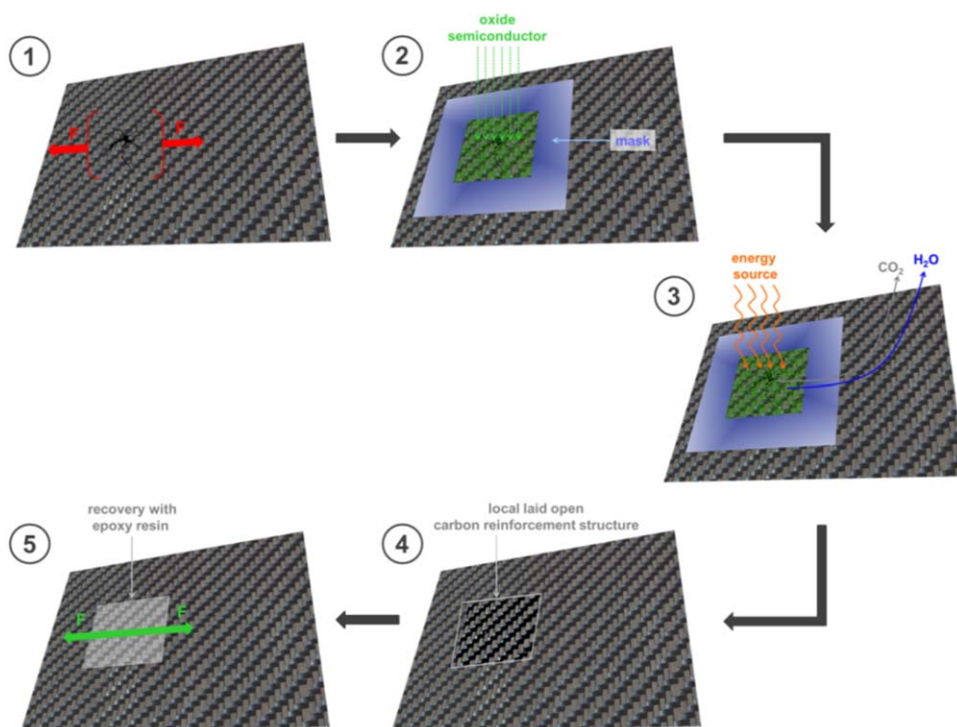 1
F
F
2
oxide
semiconductor
mask
3
energy
source
CO₂
H₂O
4
local laid open
carbon reinforcement structure
5
recovery with
epoxy resin
F
F